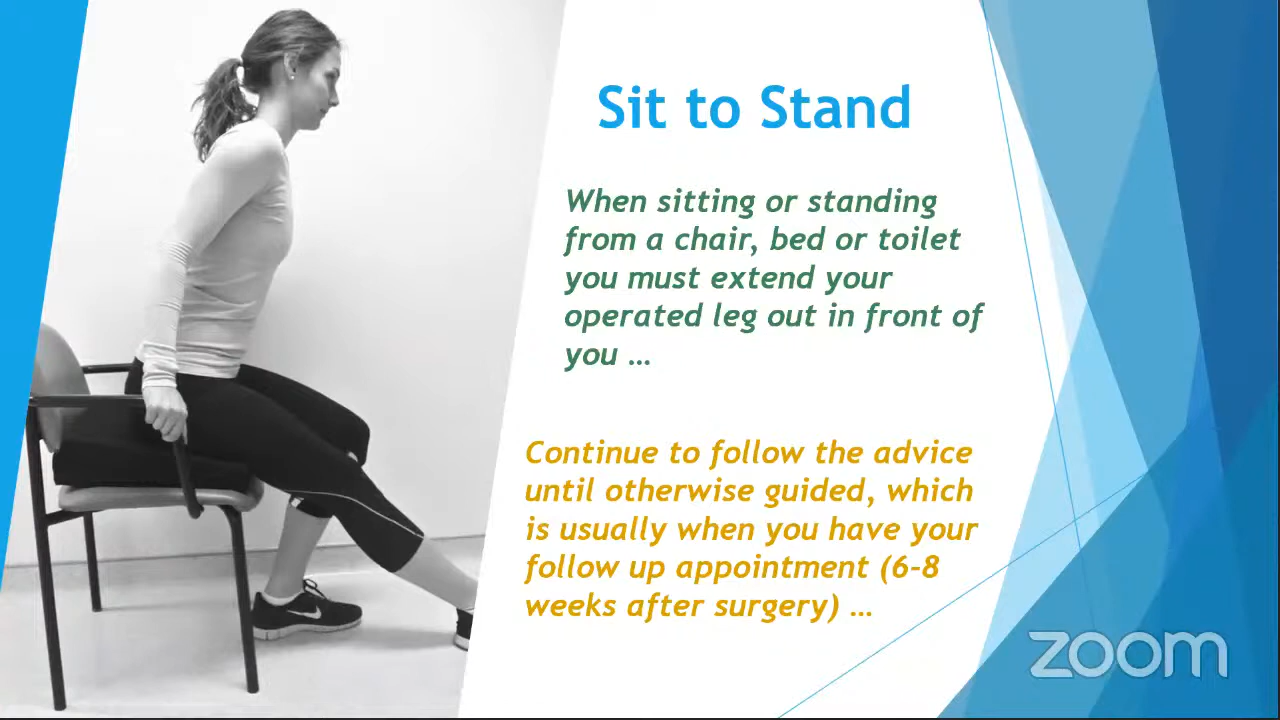 Sit to Stand
When sitting or standing
from a chair, bed or toilet
you must extend your
operated leg out in front of
you ...
Continue to follow the advice
until otherwise guided, which
is usually when you have your
follow up appointment (6-8
weeks after surgery) ...
zoom